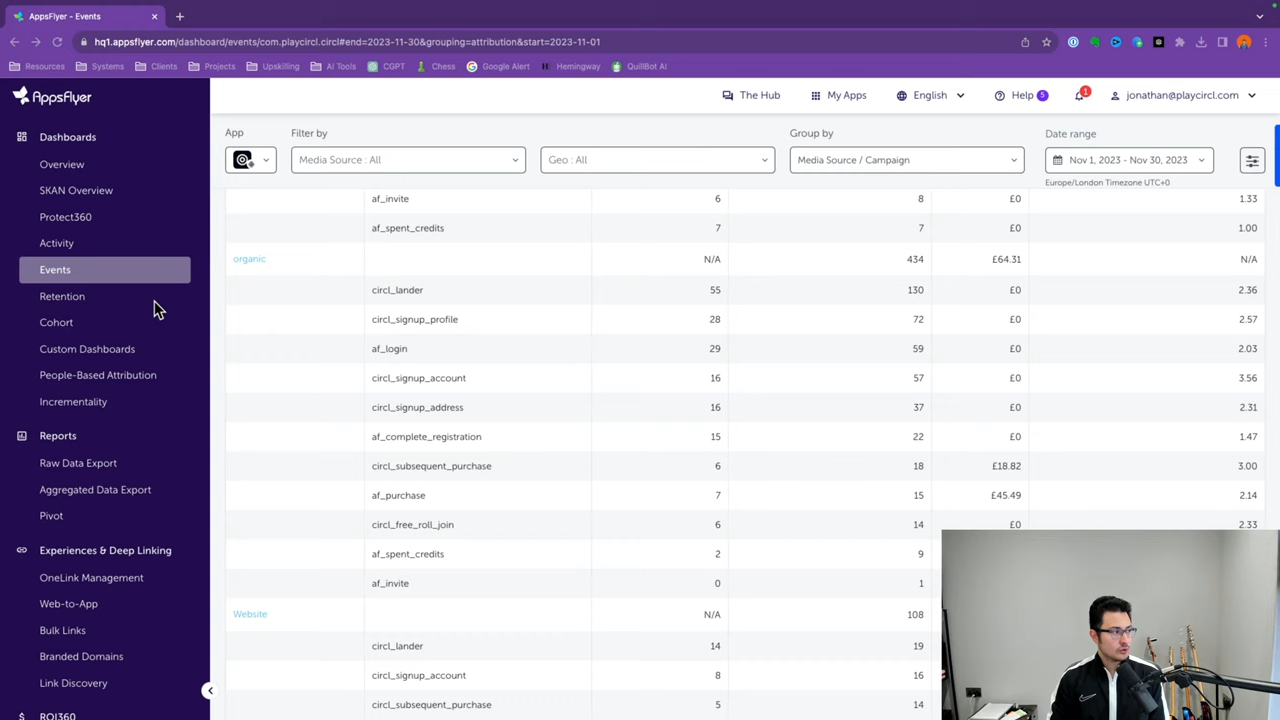 AppsFlyer - Events
hq1.appsflyer.com/dashboard/events/com.playcircl.circl#end=2023-11-30&grouping=attribution&start=2023-11-01
Resources Systems Clients Projects Upskilling AI Tools CGPT Chess Google Alert Hemingway QuillBot AI
AppsFlyer
The Hub My Apps English Help 5 1 jonathan@playcircl.com
Dashboards
Overview
SKAN Overview
Protect360
Activity
Events
Retention
Cohort
Custom Dashboards
People-Based Attribution
Incrementality
Reports
Raw Data Export
Aggregated Data Export
Pivot
Experiences & Deep Linking
OneLink Management
Web-to-App
Bulk Links
Branded Domains
Link Discovery
ROI360
App Filter by Group by Date range
Media Source : All Geo : All Media Source / Campaign Nov 1, 2023 - Nov 30, 2023
Europe/London Timezone UTC+0
af_invite 6 8 £0 1.33
af_spent_credits 7 7 £0 1.00
organic N/A 434 £64.31 N/A
circl_lander 55 130 £0 2.36
circl_signup_profile 28 72 £0 2.57
af_login 29 59 £0 2.03
circl_signup_account 16 57 £0 3.56
circl_signup_address 16 37 £0 2.31
af_complete_registration 15 22 £0 1.47
circl_subsequent_purchase 6 18 £18.82 3.00
af_purchase 7 15 £45.49 2.14
circl_free_roll_join 6 14 £0 2.33
af_spent_credits 2 9
af_invite 0 1
Website N/A 108
circl_lander 14 19
circl_signup_account 8 16
circl_subsequent_purchase 5 14